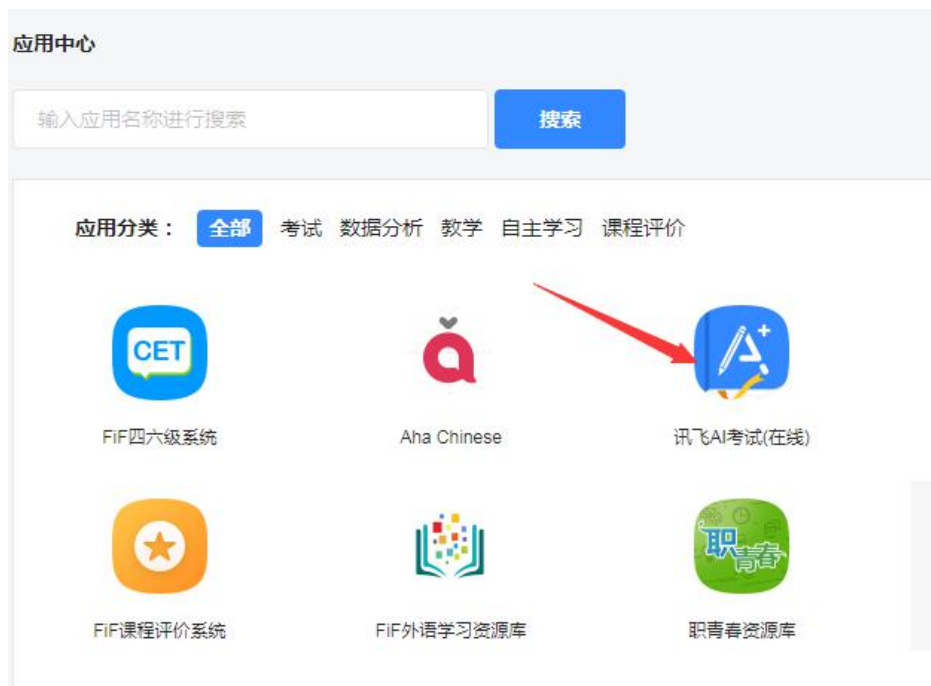 应用中心
输入应用名称进行搜索 搜索
应用分类： 全部 考试 数据分析 教学 自主学习 课程评价
CET
FiF四六级系统 Aha Chinese 讯飞AI考试(在线)
职青春
FiF课程评价系统 FiF外语学习资源库 职青春资源库